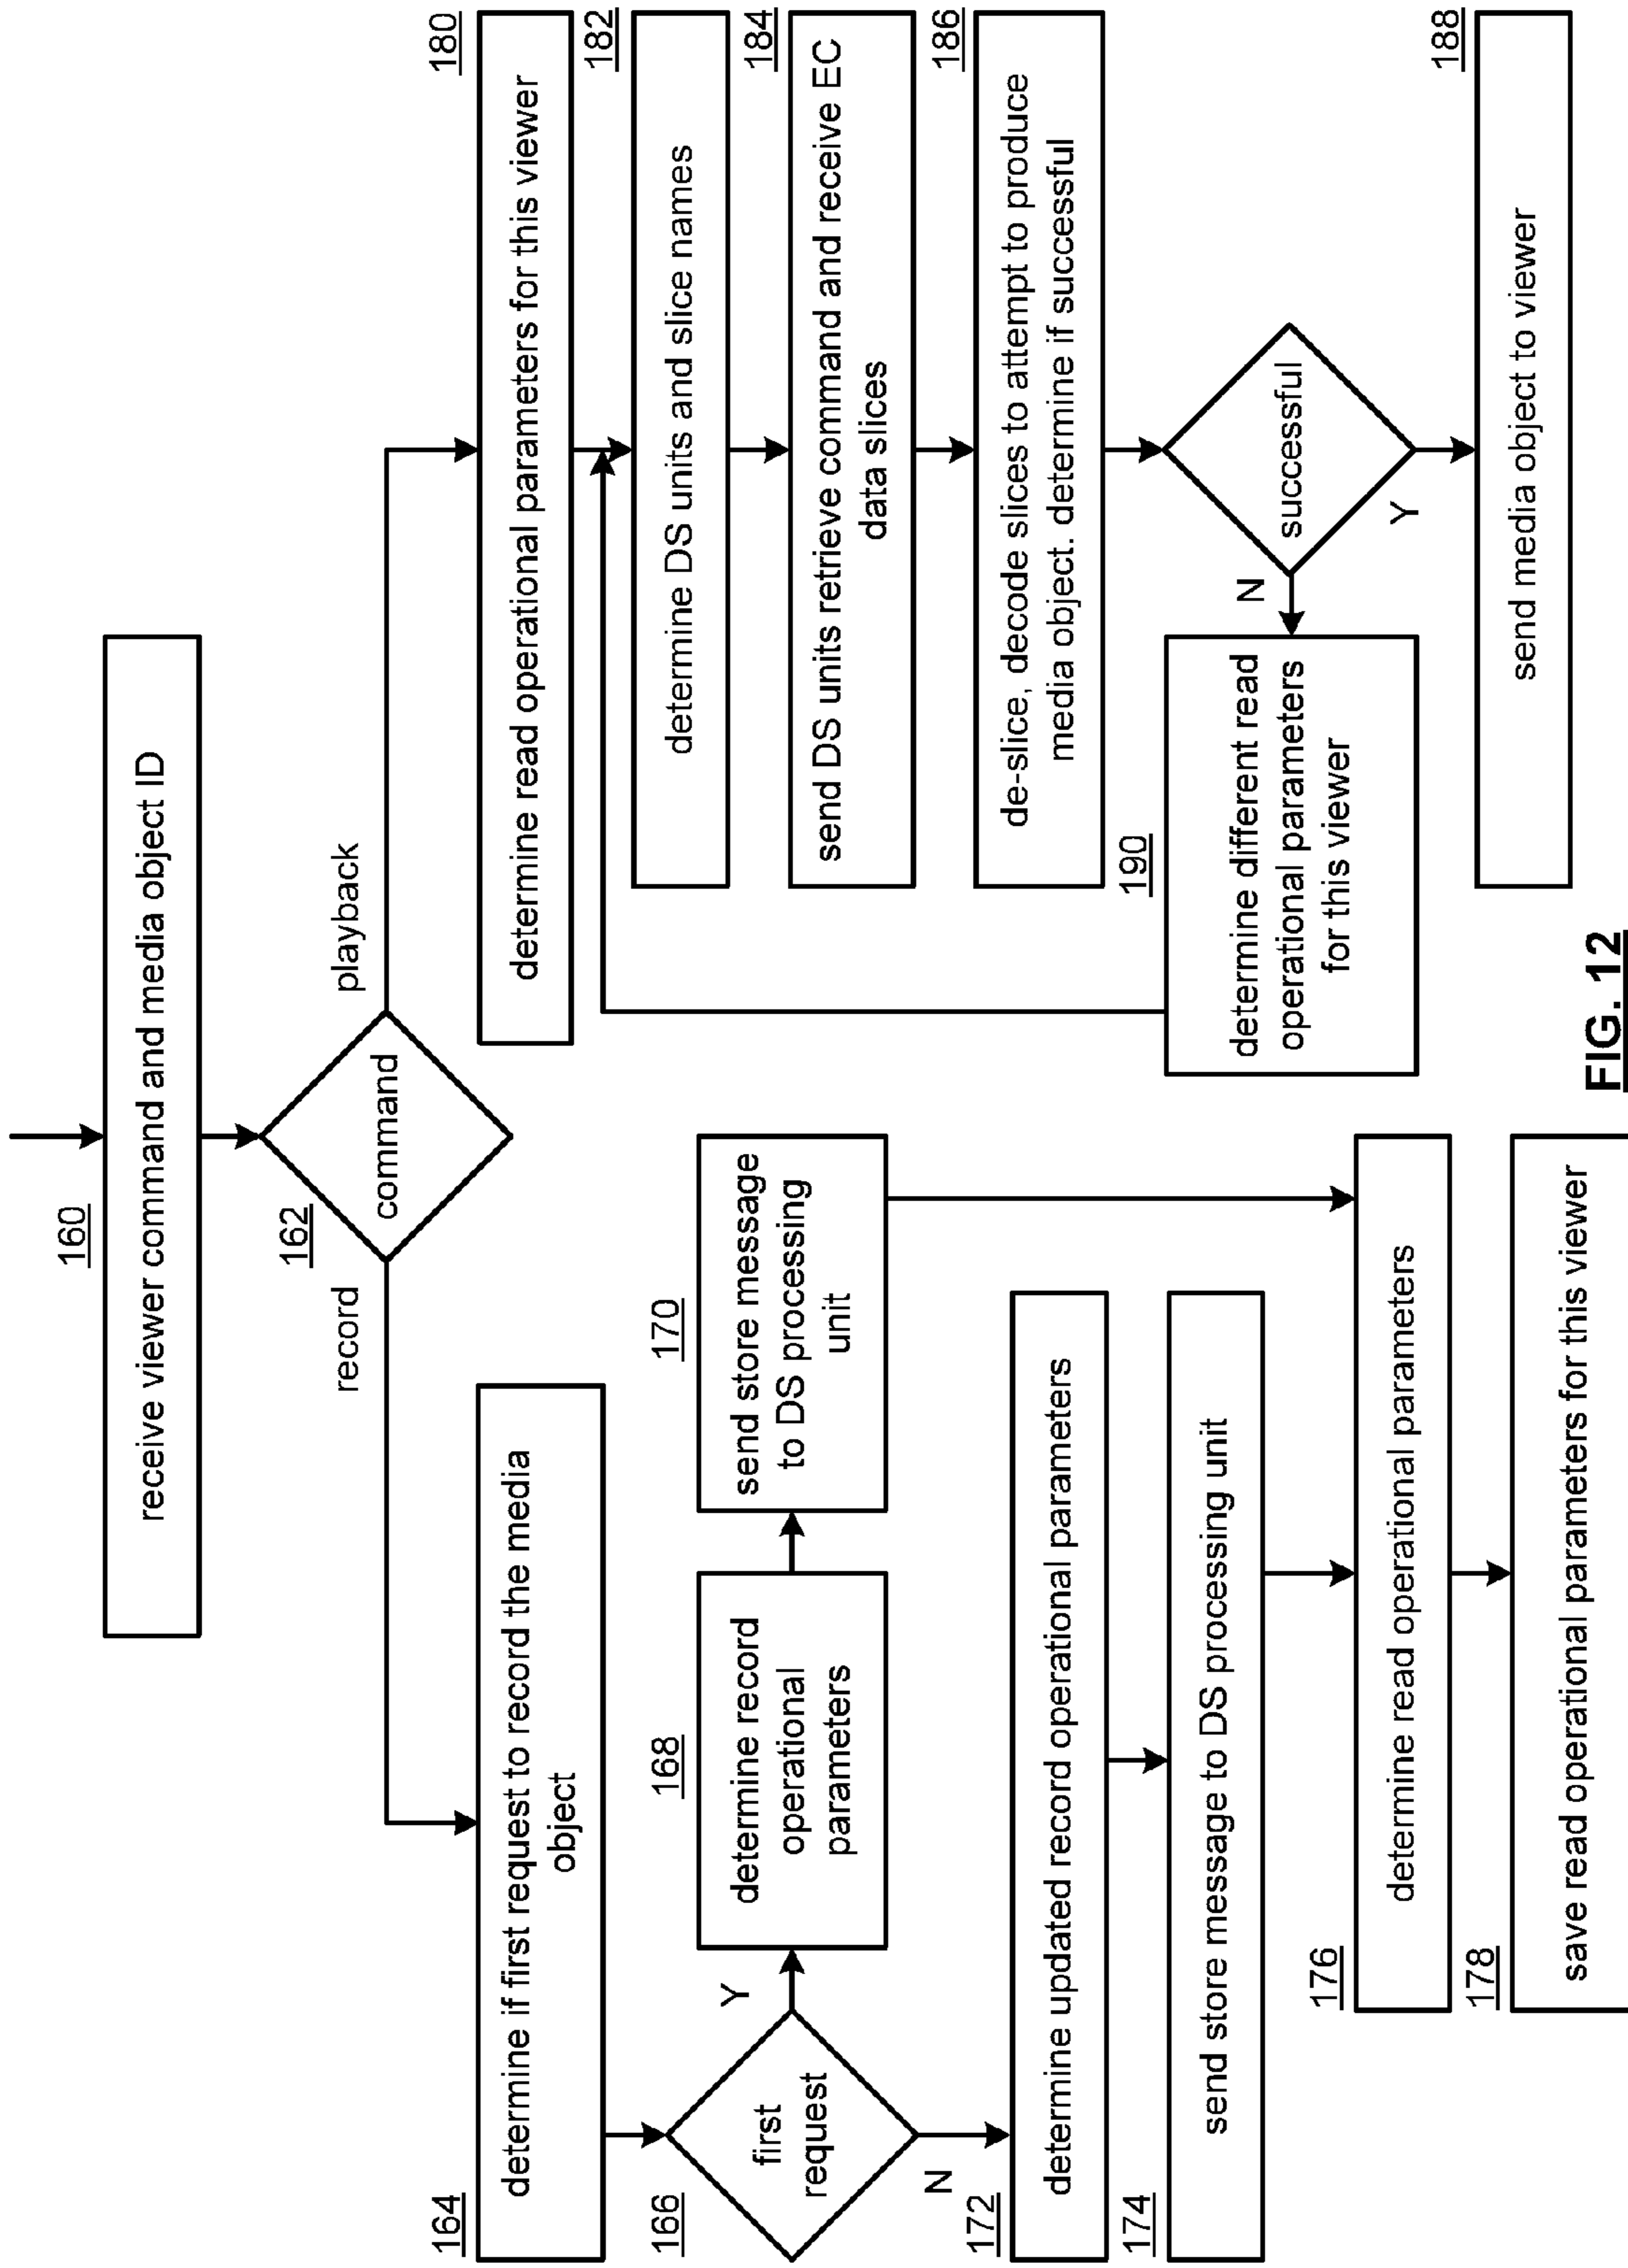 160
receive viewer command and media object ID
162
command
record
playback
164
determine if first request to record the media
object
166
first
request
Y
N
168
determine record
operational
parameters
170
send store message
to DS processing
unit
172
determine updated record operational parameters
174
send store message to DS processing unit
176
determine read operational parameters
178
save read operational parameters for this viewer
180
determine read operational parameters for this viewer
182
determine DS units and slice names
184
send DS units retrieve command and receive EC
data slices
186
de-slice, decode slices to attempt to produce
media object. determine if successful
successful
N
Y
190
determine different read
operational parameters
for this viewer
188
send media object to viewer
FIG. 12